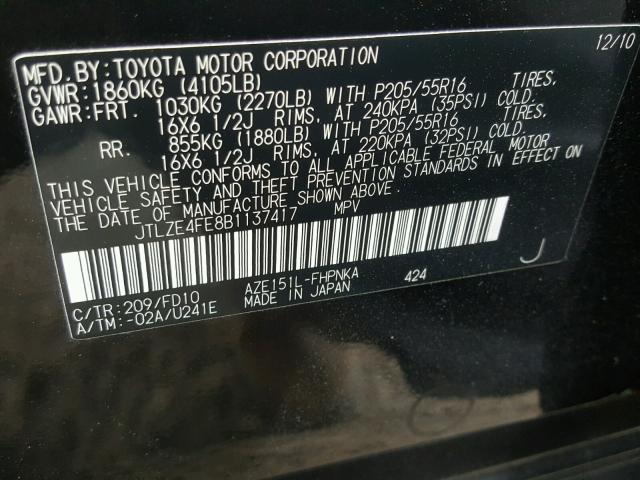 12/10
MFD.BY:TOYOTA MOTOR CORPORATION
GVWR:1860KG (4105LB)
GAWR:FRT. 1030KG (2270LB) WITH P205/55R16 TIRES,
16X6 1/2J RIMS, AT 240KPA (35PSI) COLD.
RR. 855KG (1880LB) WITH P205/55R16 TIRES,
16X6 1/2J RIMS, AT 220KPA (32PSI) COLD.
THIS VEHICLE CONFORMS TO ALL APPLICABLE FEDERAL MOTOR
VEHICLE SAFETY AND THEFT PREVENTION STANDARDS IN EFFECT ON
THE DATE OF MANUFACTURE SHOWN ABOVE.
JTLZE4FE8B1137417 MPV
J
C/TR:209/FD10 AZE151L-FHPNKA 424
A/TM:-02A/U241E MADE IN JAPAN